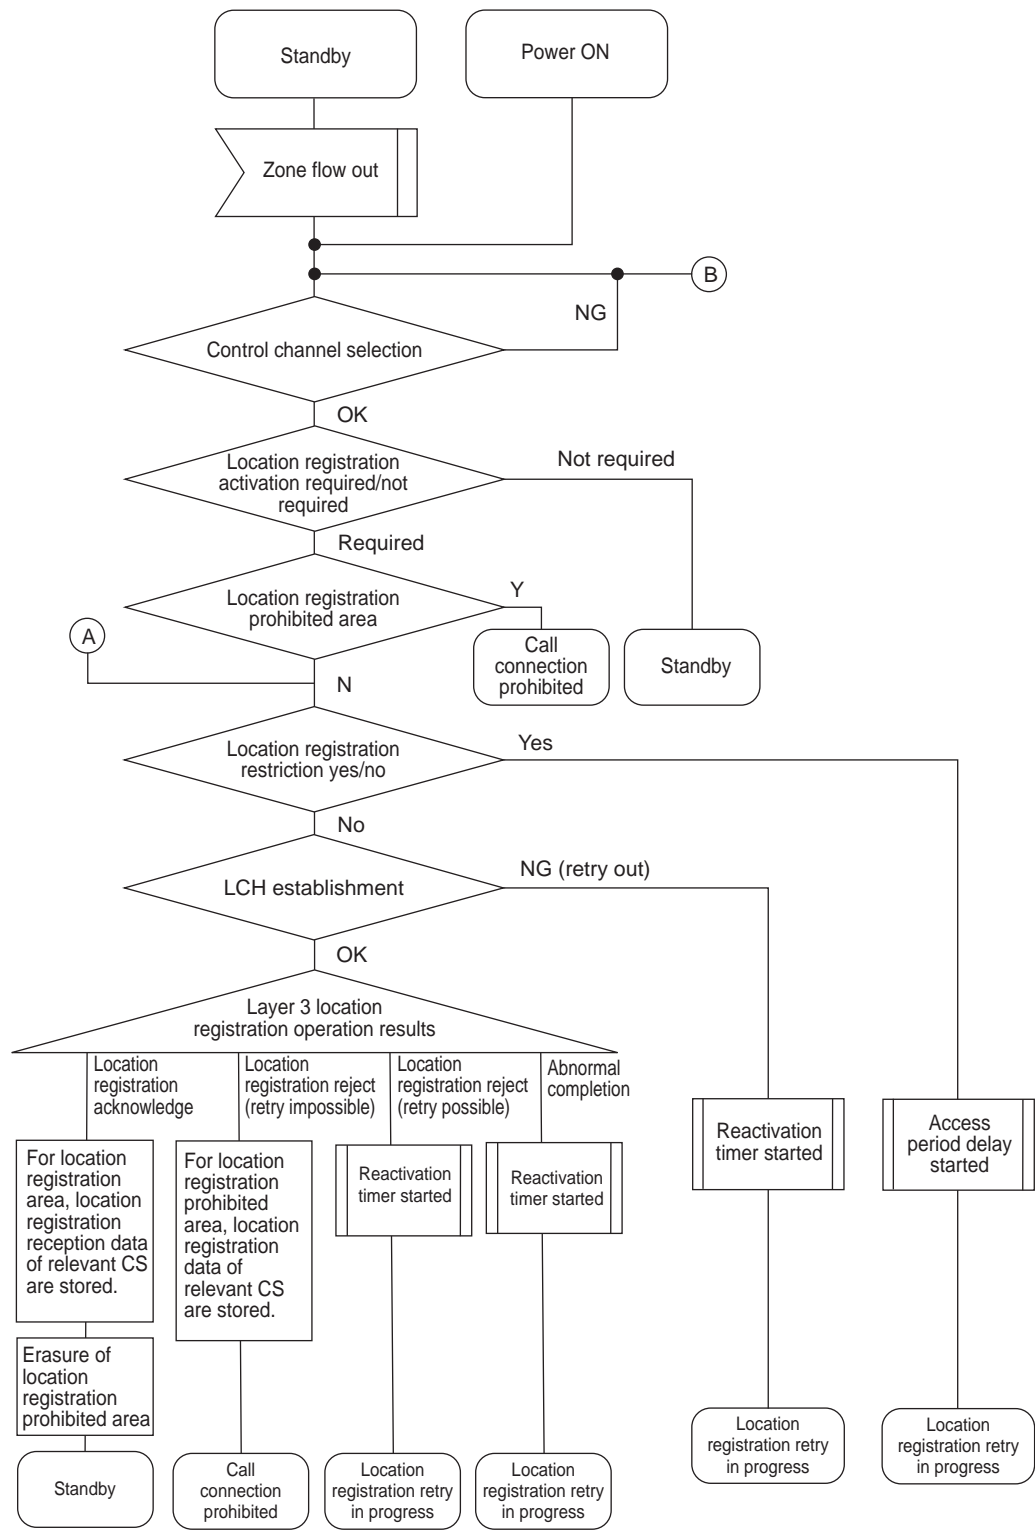 Standby
Power ON
Zone flow out
B
NG
Control channel selection
OK
Location registration
activation required/not
required
Not required
Required
Location registration
prohibited area
Y
A
Call
connection
prohibited
Standby
N
Location registration
restriction yes/no
Yes
No
LCH establishment
NG (retry out)
OK
Layer 3 location
registration operation results
Location
registration
acknowledge
Location
registration reject
(retry impossible)
Location
registration reject
(retry possible)
Abnormal
completion
For location
registration
area, location
registration
reception data
of relevant CS
are stored.
For location
registration
prohibited
area, location
registration
data of
relevant CS
are stored.
Reactivation
timer started
Reactivation
timer started
Reactivation
timer started
Access
period delay
started
Erasure of
location
registration
prohibited area
Standby
Call
connection
prohibited
Location
registration retry
in progress
Location
registration retry
in progress
Location
registration retry
in progress
Location
registration retry
in progress